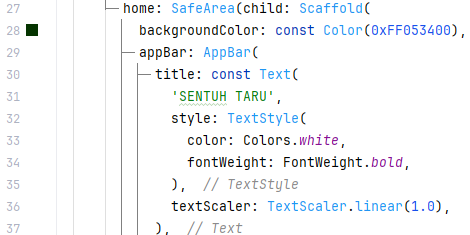 27 home: SafeArea(child: Scaffold(
28 backgroundColor: const Color(0xFF053400),
29 appBar: AppBar(
30 title: const Text(
31 'SENTUH TARU',
32 style: TextStyle(
33 color: Colors.white,
34 fontWeight: FontWeight.bold,
35 ), // TextStyle
36 textScaler: TextScaler.linear(1.0),
37 ), // Text